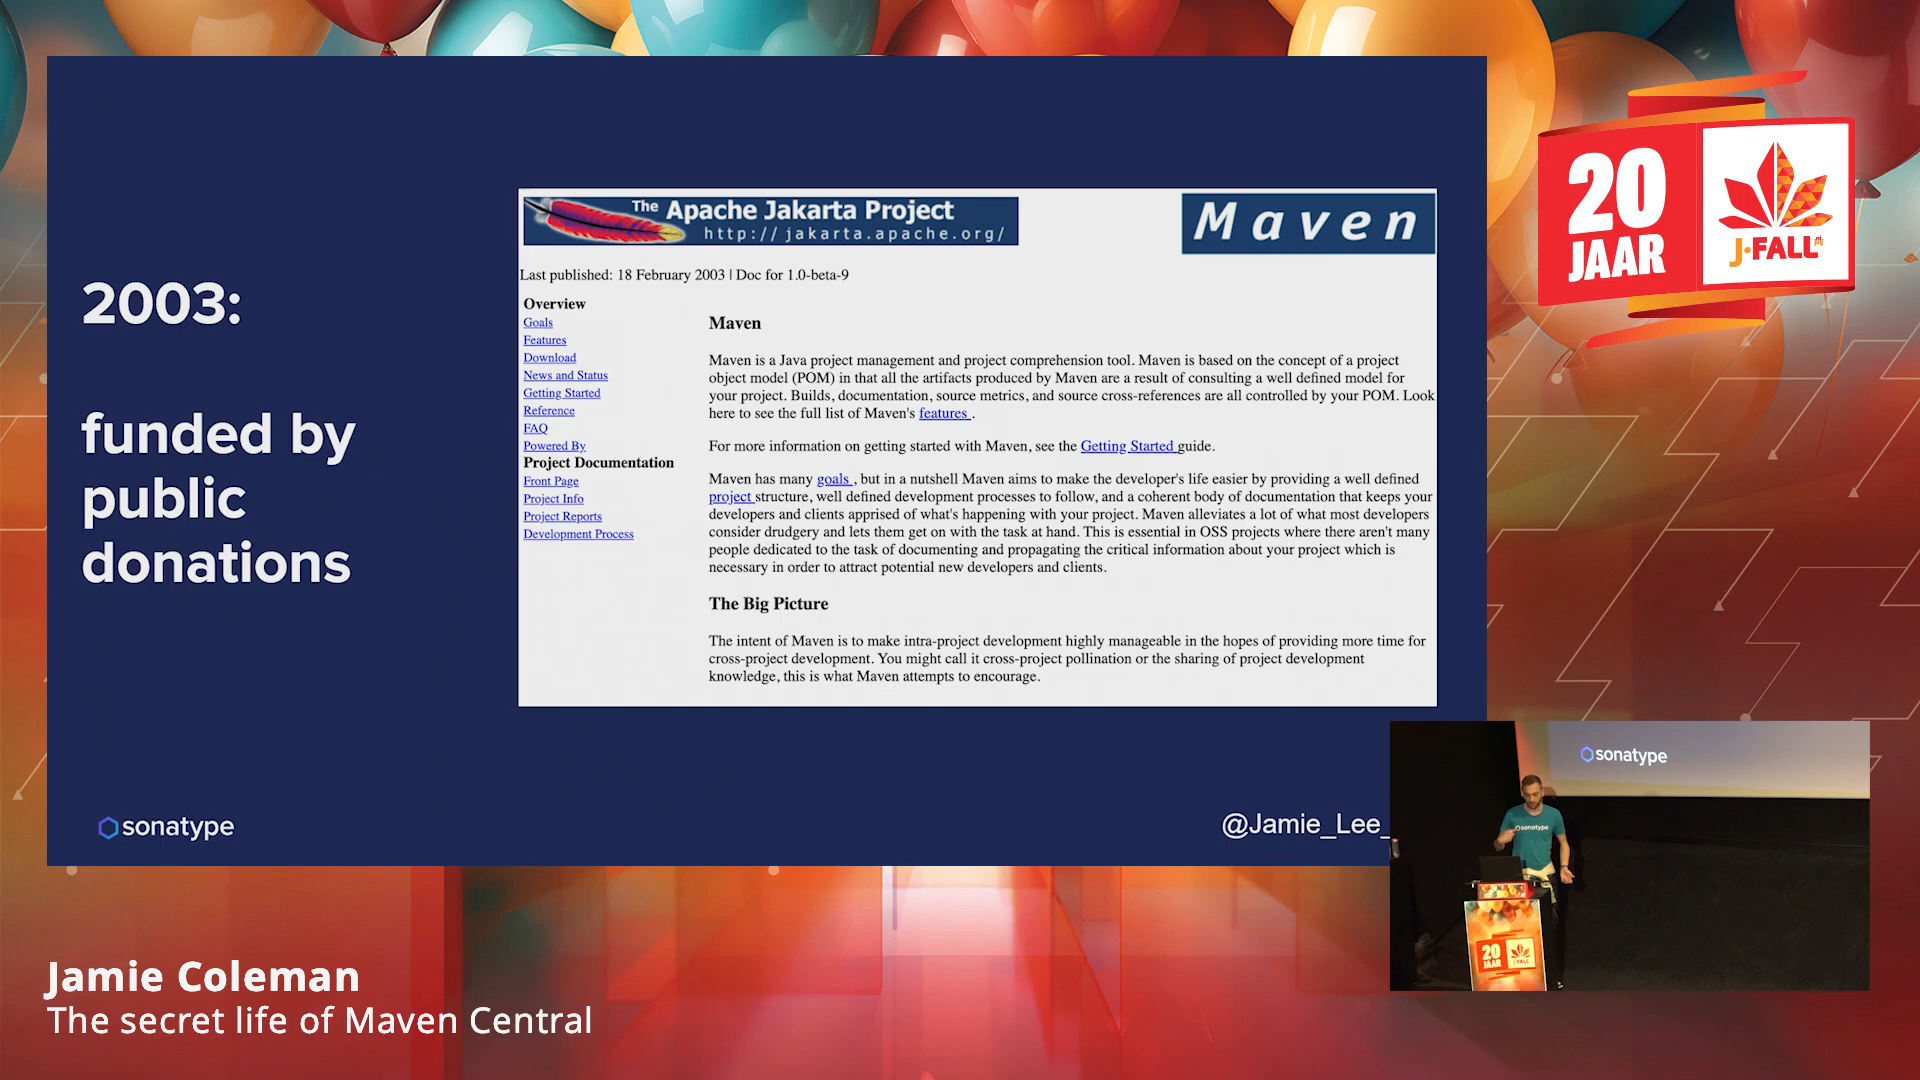 2003:
funded by
public
donations
The Apache Jakarta Project
http://jakarta.apache.org/
Maven
Last published: 18 February 2003 | Doc for 1.0-beta-9
Overview
Goals
Features
Download
News and Status
Getting Started
Reference
FAQ
Powered By
Project Documentation
Front Page
Project Info
Project Reports
Development Process
Maven
Maven is a Java project management and project comprehension tool. Maven is based on the concept of a project
object model (POM) in that all the artifacts produced by Maven are a result of consulting a well defined model for
your project. Builds, documentation, source metrics, and source cross-references are all controlled by your POM. Look
here to see the full list of Maven's features .
For more information on getting started with Maven, see the Getting Started guide.
Maven has many goals , but in a nutshell Maven aims to make the developer's life easier by providing a well defined
project structure, well defined development processes to follow, and a coherent body of documentation that keeps your
developers and clients apprised of what's happening with your project. Maven alleviates a lot of what most developers
consider drudgery and lets them get on with the task at hand. This is essential in OSS projects where there aren't many
people dedicated to the task of documenting and propagating the critical information about your project which is
necessary in order to attract potential new developers and clients.
The Big Picture
The intent of Maven is to make intra-project development highly manageable in the hopes of providing more time for
cross-project development. You might call it cross-project pollination or the sharing of project development
knowledge, this is what Maven attempts to encourage.
sonatype
@Jamie_Lee_
20
JAAR
J-FALL
sonatype
sonatype
20
JAAR
J-FALL
Jamie Coleman
The secret life of Maven Central